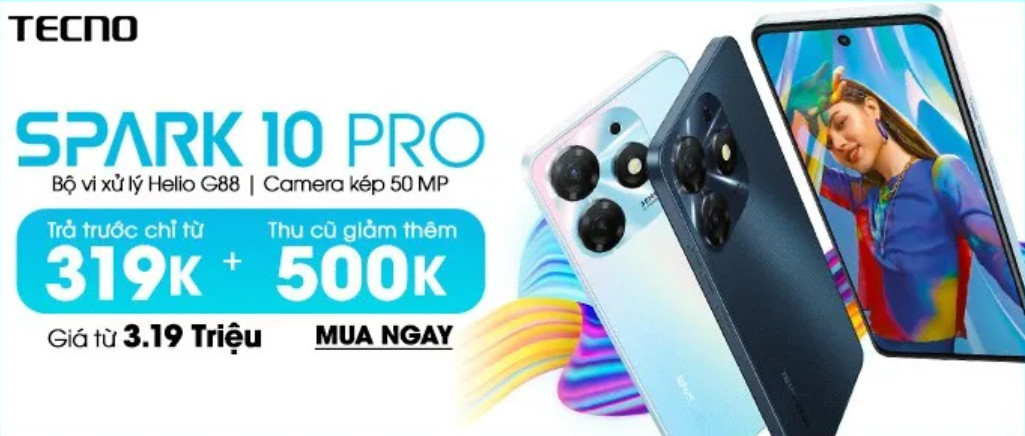 TECNO
SPARK 10 PRO
Bộ vi xử lý Helio G88 | Camera kép 50 MP
Trả trước chỉ từ
319K
+
Thu cũ giảm thêm
500K
Giá từ 3.19 Triệu
MUA NGAY
TECNO